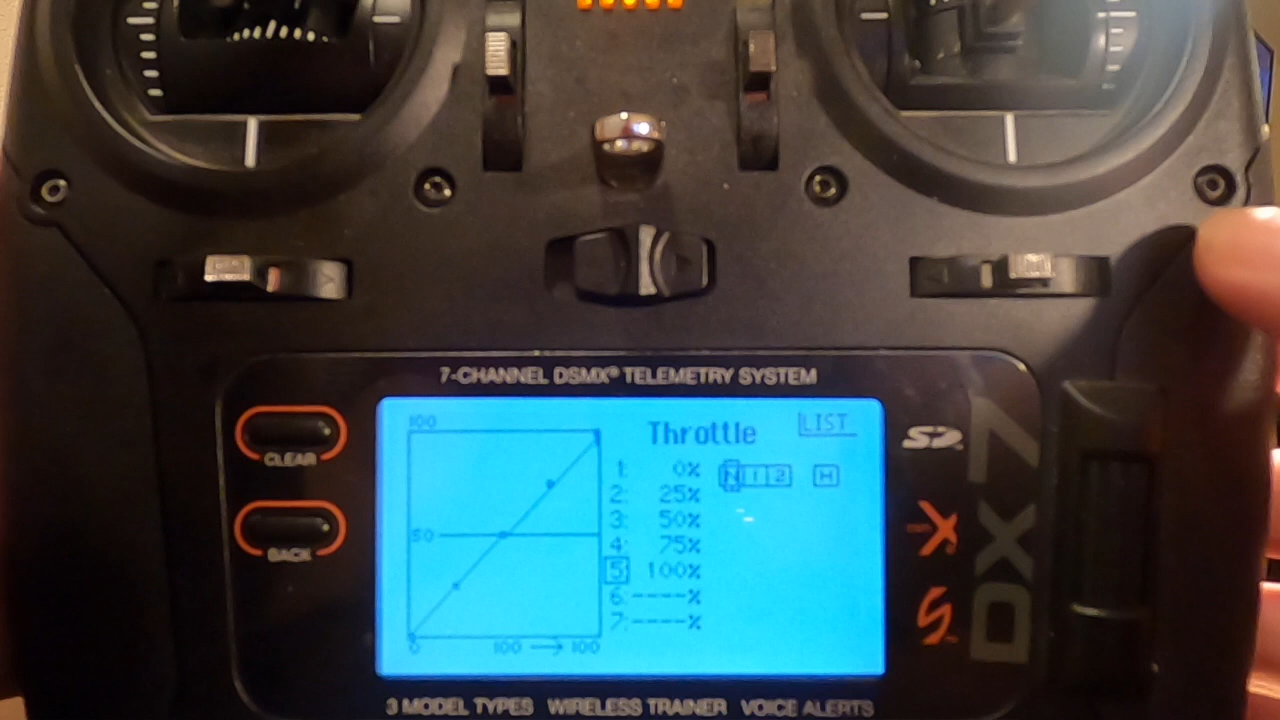 7-CHANNEL DSMX® TELEMETRY SYSTEM
CLEAR
BACK
100
50
0
100 → 100
Throttle
LIST
1: 0%
2: 25%
3: 50%
4: 75%
5: 100%
6:----%
7:----%
N 1 2 H
SD
X
DX7
S
3 MODEL TYPES WIRELESS TRAINER VOICE ALERTS